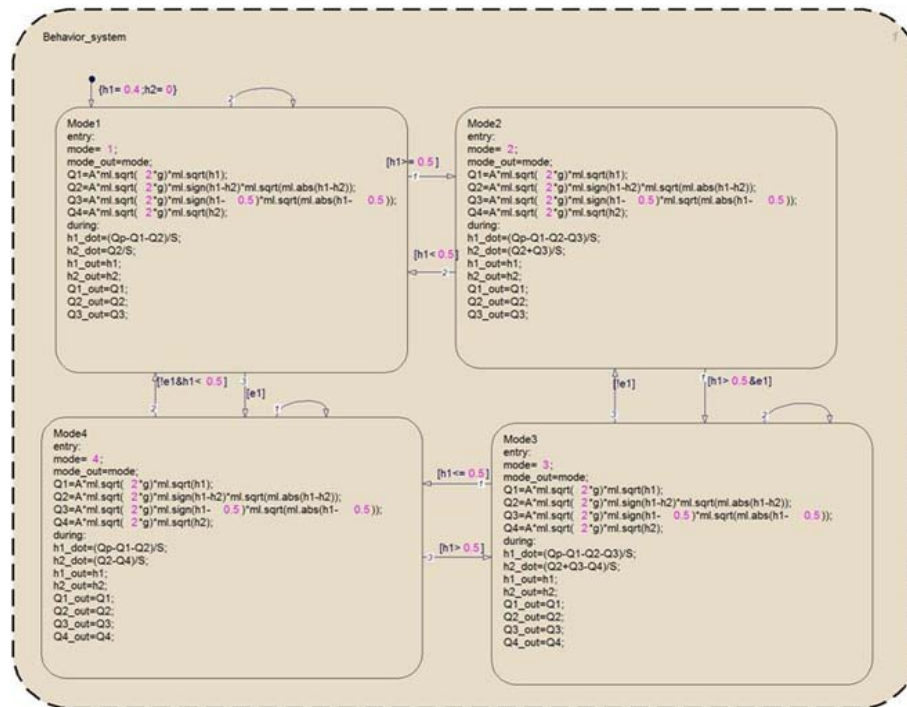 Behavior_system
1
{h1= 0.4;h2= 0}
2
Mode1
entry:
mode= 1;
mode_out=mode;
Q1=A*ml.sqrt( 2*g)*ml.sqrt(h1);
Q2=A*ml.sqrt( 2*g)*ml.sign(h1-h2)*ml.sqrt(ml.abs(h1-h2));
Q3=A*ml.sqrt( 2*g)*ml.sign(h1- 0.5)*ml.sqrt(ml.abs(h1- 0.5));
Q4=A*ml.sqrt( 2*g)*ml.sqrt(h2);
during:
h1_dot=(Qp-Q1-Q2)/S;
h2_dot=Q2/S;
h1_out=h1;
h2_out=h2;
Q1_out=Q1;
Q2_out=Q2;
Q3_out=Q3;
[h1>= 0.5]
1
[h1< 0.5]
2
Mode2
entry:
mode= 2;
mode_out=mode;
Q1=A*ml.sqrt( 2*g)*ml.sqrt(h1);
Q2=A*ml.sqrt( 2*g)*ml.sign(h1-h2)*ml.sqrt(ml.abs(h1-h2));
Q3=A*ml.sqrt( 2*g)*ml.sign(h1- 0.5)*ml.sqrt(ml.abs(h1- 0.5));
Q4=A*ml.sqrt( 2*g)*ml.sqrt(h2);
during:
h1_dot=(Qp-Q1-Q2-Q3)/S;
h2_dot=(Q2+Q3)/S;
h1_out=h1;
h2_out=h2;
Q1_out=Q1;
Q2_out=Q2;
Q3_out=Q3;
[!e1&h1< 0.5]
2
3
[e1]
1
[!e1]
3
1
[h1> 0.5&e1]
2
Mode4
entry:
mode= 4;
mode_out=mode;
Q1=A*ml.sqrt( 2*g)*ml.sqrt(h1);
Q2=A*ml.sqrt( 2*g)*ml.sign(h1-h2)*ml.sqrt(ml.abs(h1-h2));
Q3=A*ml.sqrt( 2*g)*ml.sign(h1- 0.5)*ml.sqrt(ml.abs(h1- 0.5));
Q4=A*ml.sqrt( 2*g)*ml.sqrt(h2);
during:
h1_dot=(Qp-Q1-Q2)/S;
h2_dot=(Q2-Q4)/S;
h1_out=h1;
h2_out=h2;
Q1_out=Q1;
Q2_out=Q2;
Q3_out=Q3;
Q4_out=Q4;
[h1<= 0.5]
1
[h1> 0.5]
3
Mode3
entry:
mode= 3;
mode_out=mode;
Q1=A*ml.sqrt( 2*g)*ml.sqrt(h1);
Q2=A*ml.sqrt( 2*g)*ml.sign(h1-h2)*ml.sqrt(ml.abs(h1-h2));
Q3=A*ml.sqrt( 2*g)*ml.sign(h1- 0.5)*ml.sqrt(ml.abs(h1- 0.5));
Q4=A*ml.sqrt( 2*g)*ml.sqrt(h2);
during:
h1_dot=(Qp-Q1-Q2-Q3)/S;
h2_dot=(Q2+Q3-Q4)/S;
h1_out=h1;
h2_out=h2;
Q1_out=Q1;
Q2_out=Q2;
Q3_out=Q3;
Q4_out=Q4;